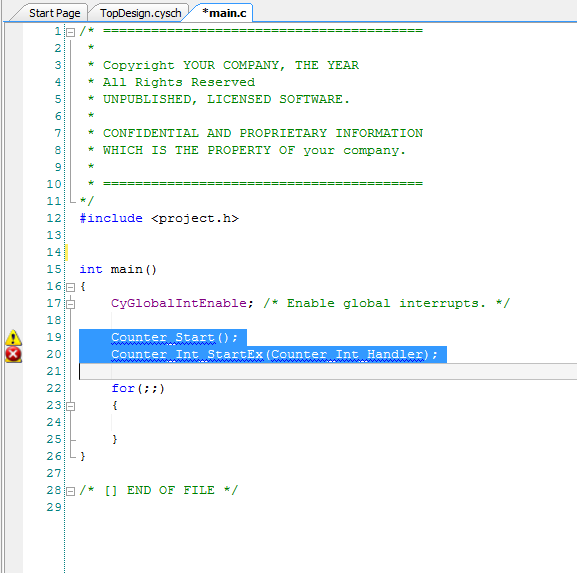 Start Page TopDesign.cysch *main.c
1 /* ========================================
2 *
3 * Copyright YOUR COMPANY, THE YEAR
4 * All Rights Reserved
5 * UNPUBLISHED, LICENSED SOFTWARE.
6 *
7 * CONFIDENTIAL AND PROPRIETARY INFORMATION
8 * WHICH IS THE PROPERTY OF your company.
9 *
10 * ========================================
11 */
12 #include <project.h>
13
14
15 int main()
16 {
17 CyGlobalIntEnable; /* Enable global interrupts. */
18
19 Counter_Start();
20 Counter_Int_StartEx(Counter_Int_Handler);
21
22 for(;;)
23 {
24
25 }
26 }
27
28 /* [] END OF FILE */
29